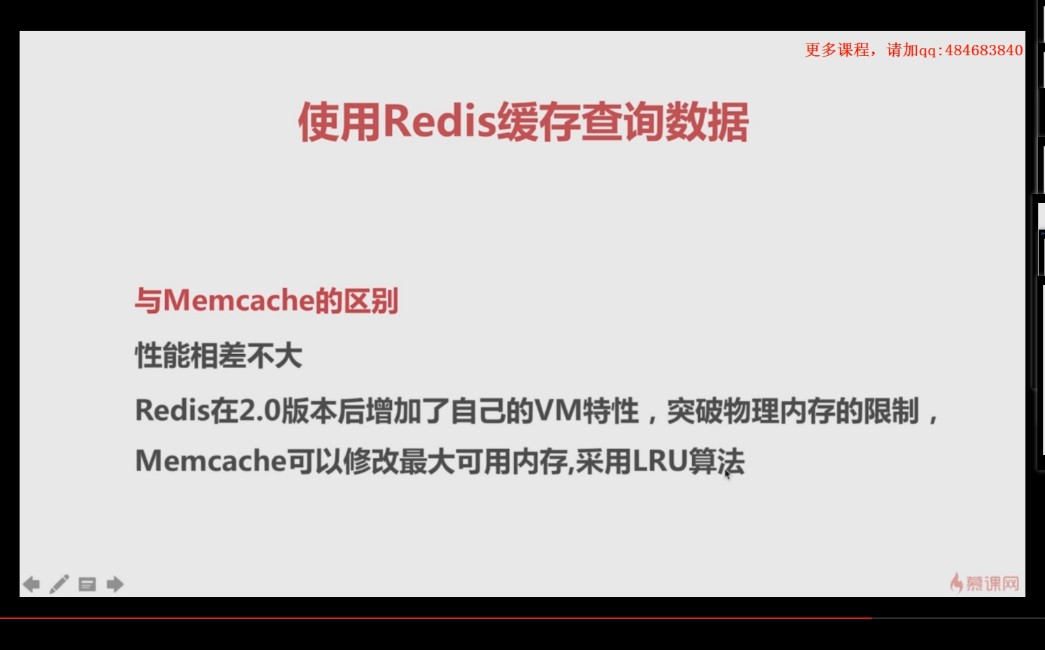 更多课程，请加qq:484683840
使用Redis缓存查询数据
与Memcache的区别
性能相差不大
Redis在2.0版本后增加了自己的VM特性，突破物理内存的限制，
Memcache可以修改最大可用内存,采用LRU算法
慕课网